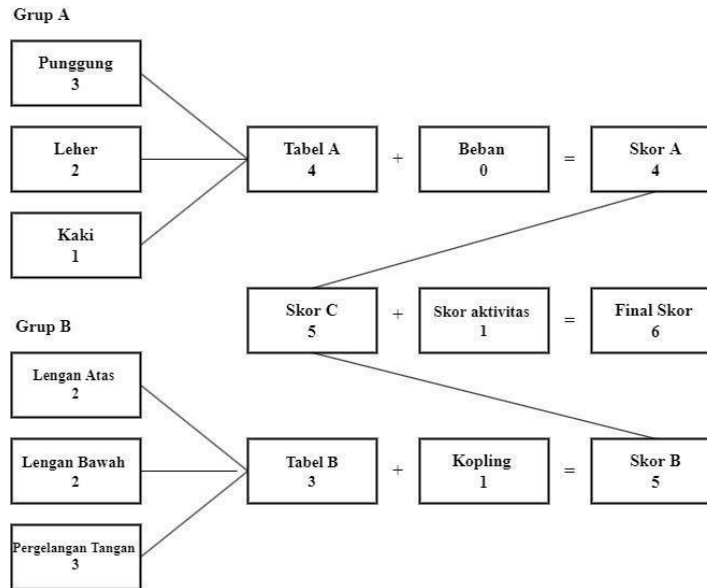 Grup A
Punggung
3
Leher
2
Kaki
1
Tabel A
4
+
Beban
0
=
Skor A
4
Skor C
5
+
Skor aktivitas
1
=
Final Skor
6
Grup B
Lengan Atas
2
Lengan Bawah
2
Pergelangan Tangan
3
Tabel B
3
+
Kopling
1
=
Skor B
5